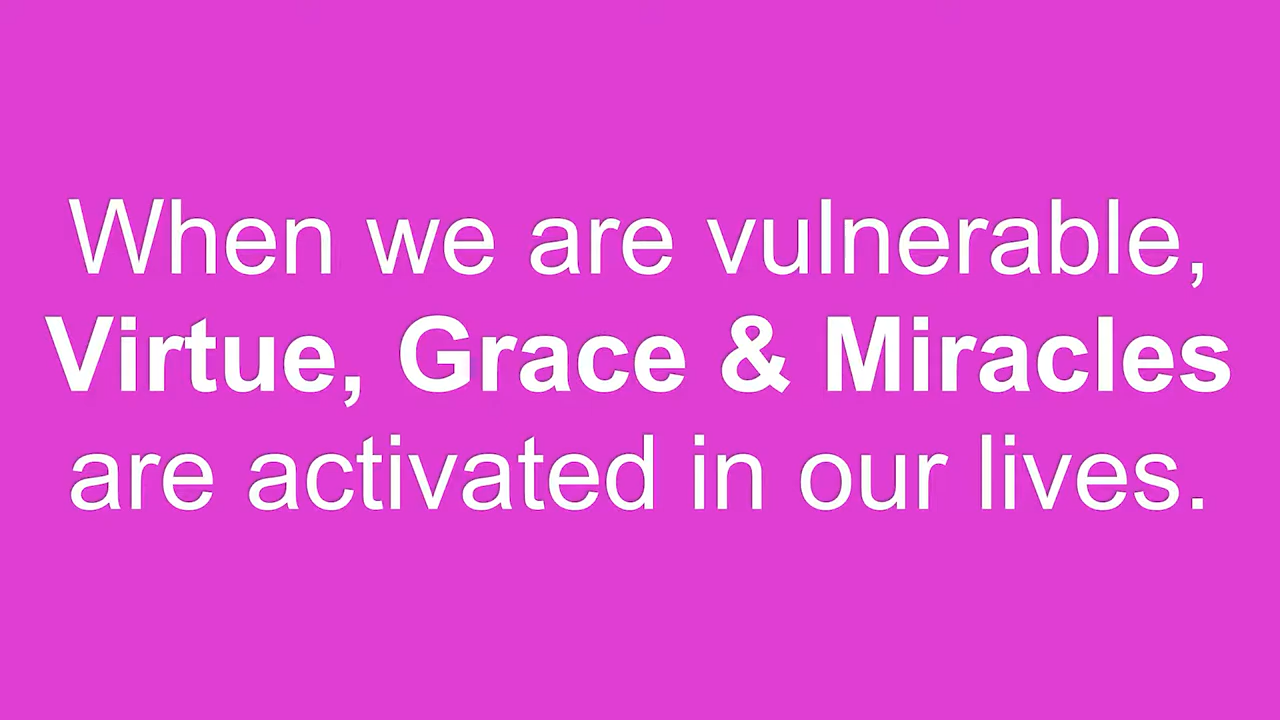 When we are vulnerable,
Virtue, Grace & Miracles
are activated in our lives.